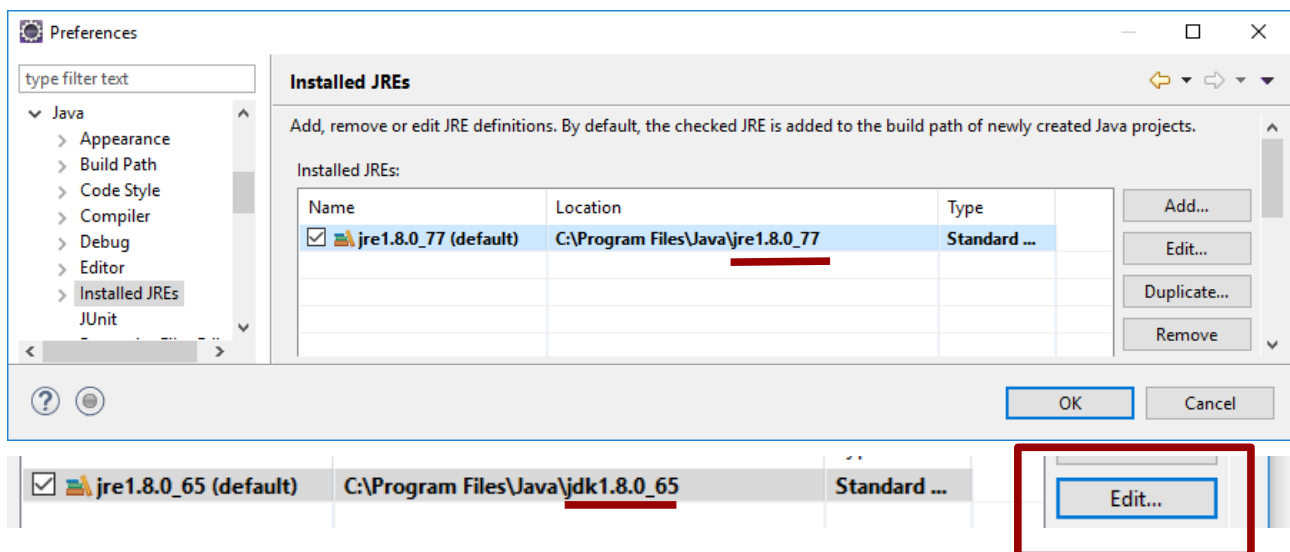 Preferences
type filter text
Installed JREs
Java
Appearance
Build Path
Code Style
Compiler
Debug
Editor
Installed JREs
JUnit
Add, remove or edit JRE definitions. By default, the checked JRE is added to the build path of newly created Java projects.
Installed JREs:
Name Location Type
jre1.8.0_77 (default) C:\Program Files\Java\jre1.8.0_77 Standard ...
Add...
Edit...
Duplicate...
Remove
OK Cancel
jre1.8.0_65 (default) C:\Program Files\Java\jdk1.8.0_65 Standard ...
Edit...